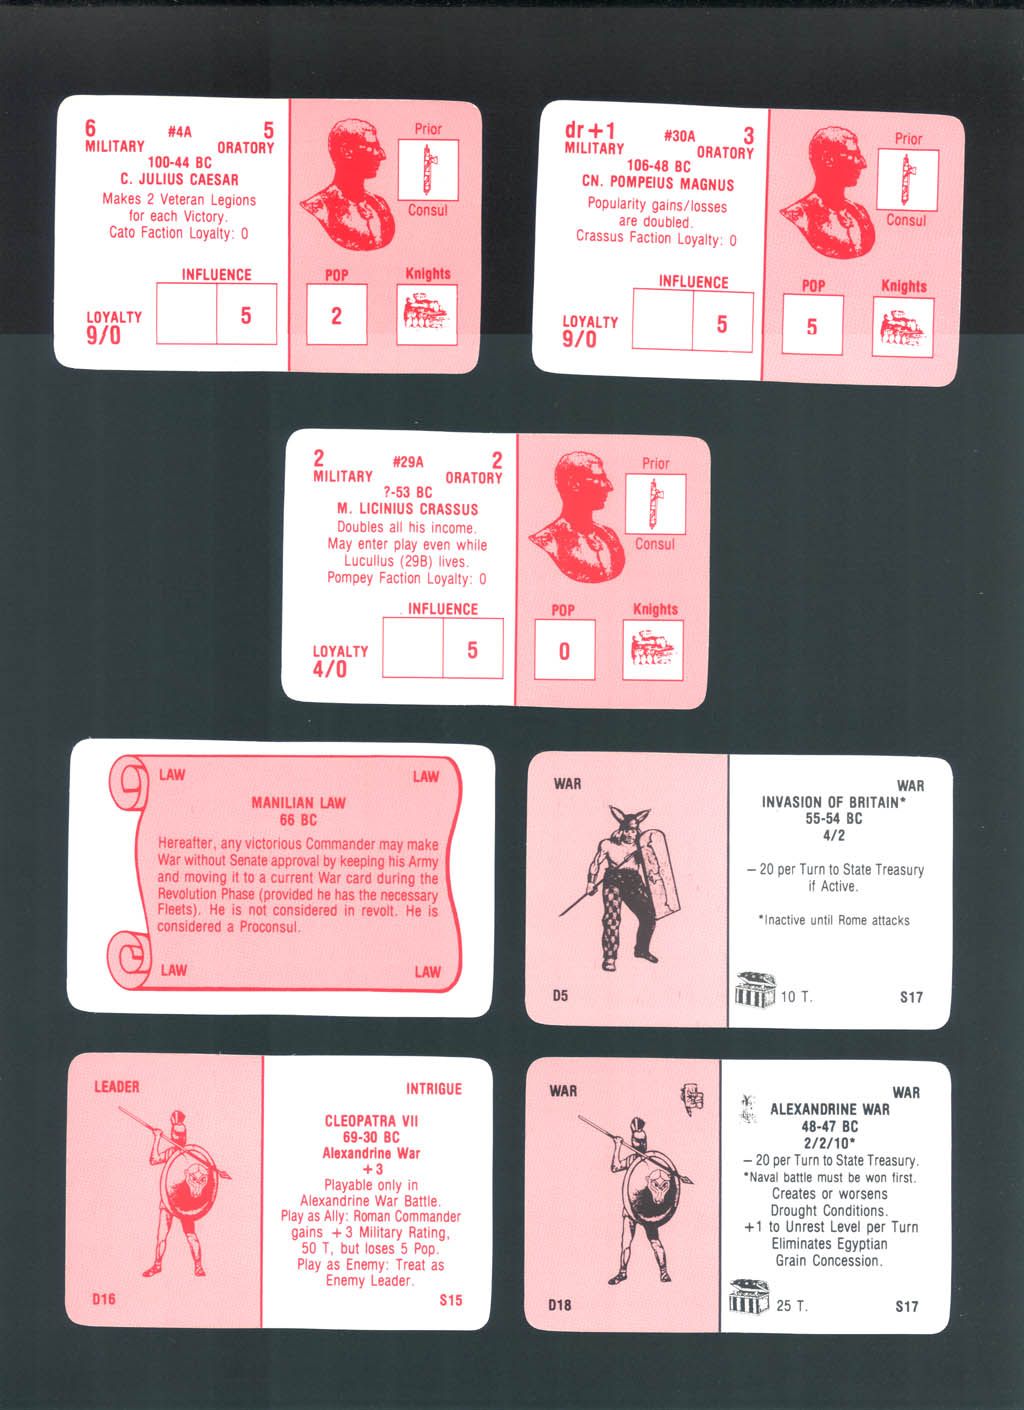 6
#4A
5
MILITARY
ORATORY
100-44 BC
C. JULIUS CAESAR
Makes 2 Veteran Legions
for each Victory.
Cato Faction Loyalty: 0
INFLUENCE
LOYALTY
9/0
5
Prior
Consul
POP
Knights
2
dr+1
#30A
3
MILITARY
ORATORY
106-48 BC
CN. POMPEIUS MAGNUS
Popularity gains/losses
are doubled.
Crassus Faction Loyalty: 0
INFLUENCE
LOYALTY
9/0
5
Prior
Consul
POP
Knights
5
2
#29A
2
MILITARY
ORATORY
?-53 BC
M. LICINIUS CRASSUS
Doubles all his income.
May enter play even while
Lucullus (29B) lives.
Pompey Faction Loyalty: 0
INFLUENCE
LOYALTY
4/0
5
Prior
Consul
POP
Knights
0
LAW LAW
MANILIAN LAW
66 BC
Hereafter, any victorious Commander may make
War without Senate approval by keeping his Army
and moving it to a current War card during the
Revolution Phase (provided he has the necessary
Fleets). He is not considered in revolt. He is
considered a Proconsul.
LAW LAW
WAR
WAR
INVASION OF BRITAIN*
55-54 BC
4/2
– 20 per Turn to State Treasury
if Active.
*Inactive until Rome attacks
D5
10 T.
S17
LEADER
INTRIGUE
CLEOPATRA VII
69-30 BC
Alexandrine War
+3
Playable only in
Alexandrine War Battle.
Play as Ally: Roman Commander
gains +3 Military Rating,
50 T, but loses 5 Pop.
Play as Enemy: Treat as
Enemy Leader.
D16
S15
WAR
WAR
ALEXANDRINE WAR
48-47 BC
2/2/10*
– 20 per Turn to State Treasury.
*Naval battle must be won first.
Creates or worsens
Drought Conditions.
+1 to Unrest Level per Turn
Eliminates Egyptian
Grain Concession.
D18
25 T.
S17